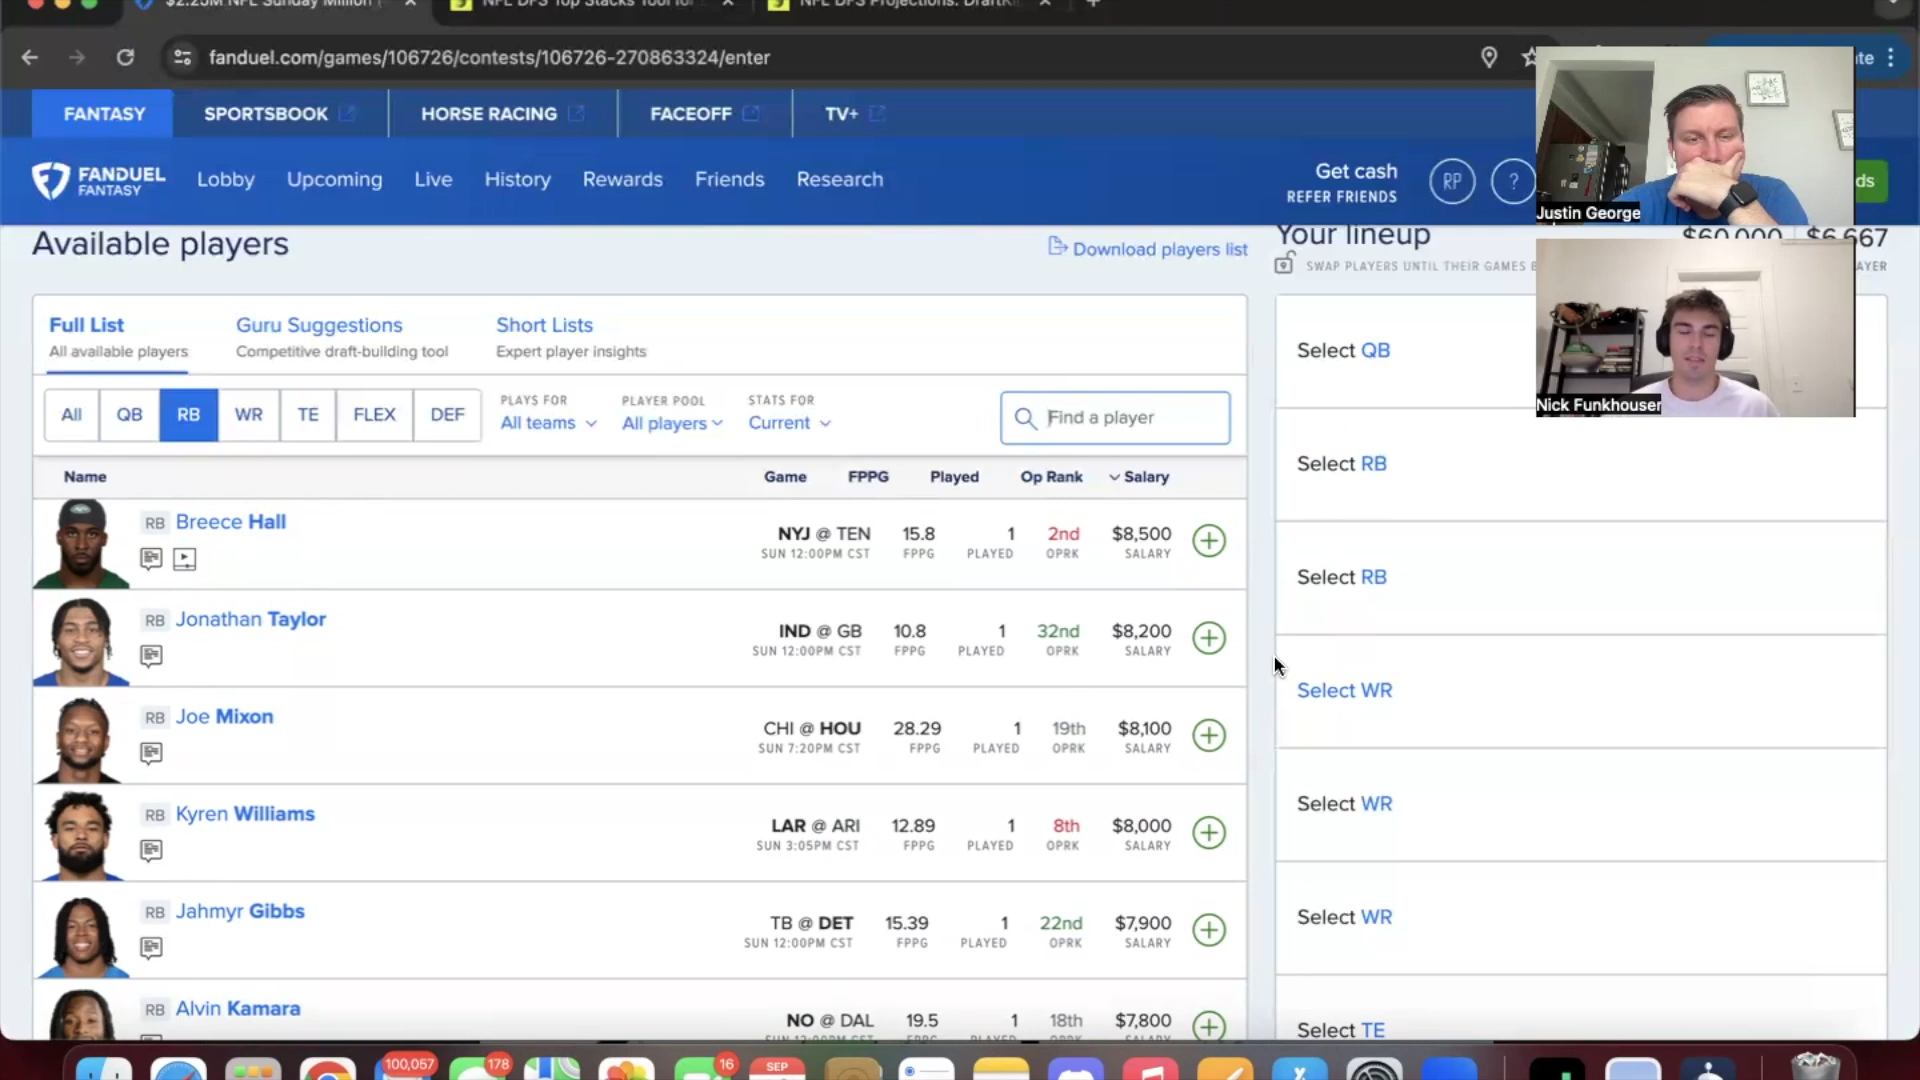 fanduel.com/games/106726/contests/106726-270863324/enter
FANTASY
SPORTSBOOK
HORSE RACING
FACEOFF
TV+
FANDUEL
FANTASY
Lobby
Upcoming
Live
History
Rewards
Friends
Research
Get cash
REFER FRIENDS
RP
?
Justin George
Nick Funkhouser
Available players
Download players list
Your lineup
$60,000
$6,667
SWAP PLAYERS UNTIL THEIR GAMES
Full List
All available players
Guru Suggestions
Competitive draft-building tool
Short Lists
Expert player insights
All
QB
RB
WR
TE
FLEX
DEF
PLAYS FOR
All teams
PLAYER POOL
All players
STATS FOR
Current
Find a player
Name Game FPPG Played Op Rank Salary
RB Breece Hall
NYJ @ TEN 15.8 1 2nd $8,500
SUN 12:00PM CST FPPG PLAYED OPRK SALARY
RB Jonathan Taylor
IND @ GB 10.8 1 32nd $8,200
SUN 12:00PM CST FPPG PLAYED OPRK SALARY
RB Joe Mixon
CHI @ HOU 28.29 1 19th $8,100
SUN 7:20PM CST FPPG PLAYED OPRK SALARY
RB Kyren Williams
LAR @ ARI 12.89 1 8th $8,000
SUN 3:05PM CST FPPG PLAYED OPRK SALARY
RB Jahmyr Gibbs
TB @ DET 15.39 1 22nd $7,900
SUN 12:00PM CST FPPG PLAYED OPRK SALARY
RB Alvin Kamara
NO @ DAL 19.5 1 18th $7,800
Select QB
Select RB
Select RB
Select WR
Select WR
Select WR
Select TE
100,057
178
16
SEP